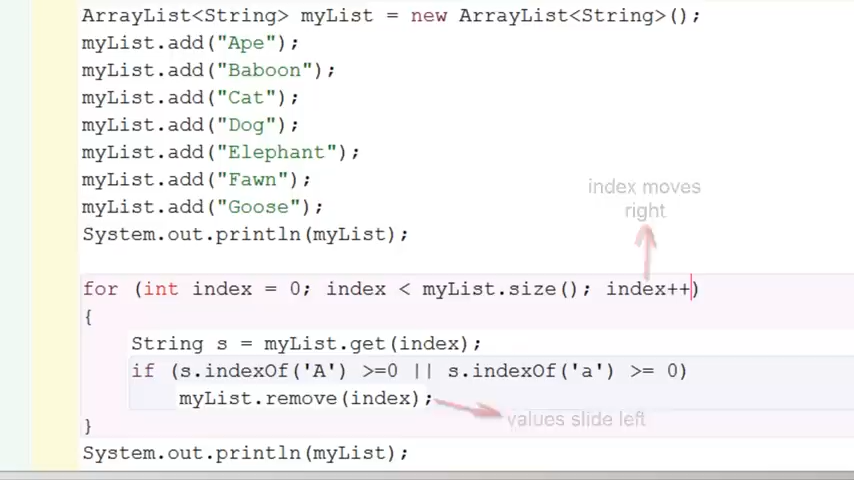 ArrayList<String> myList = new ArrayList<String>();
myList.add("Ape");
myList.add("Baboon");
myList.add("Cat");
myList.add("Dog");
myList.add("Elephant");
myList.add("Fawn");
myList.add("Goose");
System.out.println(myList);
index moves
right
for (int index = 0; index < myList.size(); index++)
{
String s = myList.get(index);
if (s.indexOf('A') >=0 || s.indexOf('a') >= 0)
myList.remove(index);
values slide left
}
System.out.println(myList);